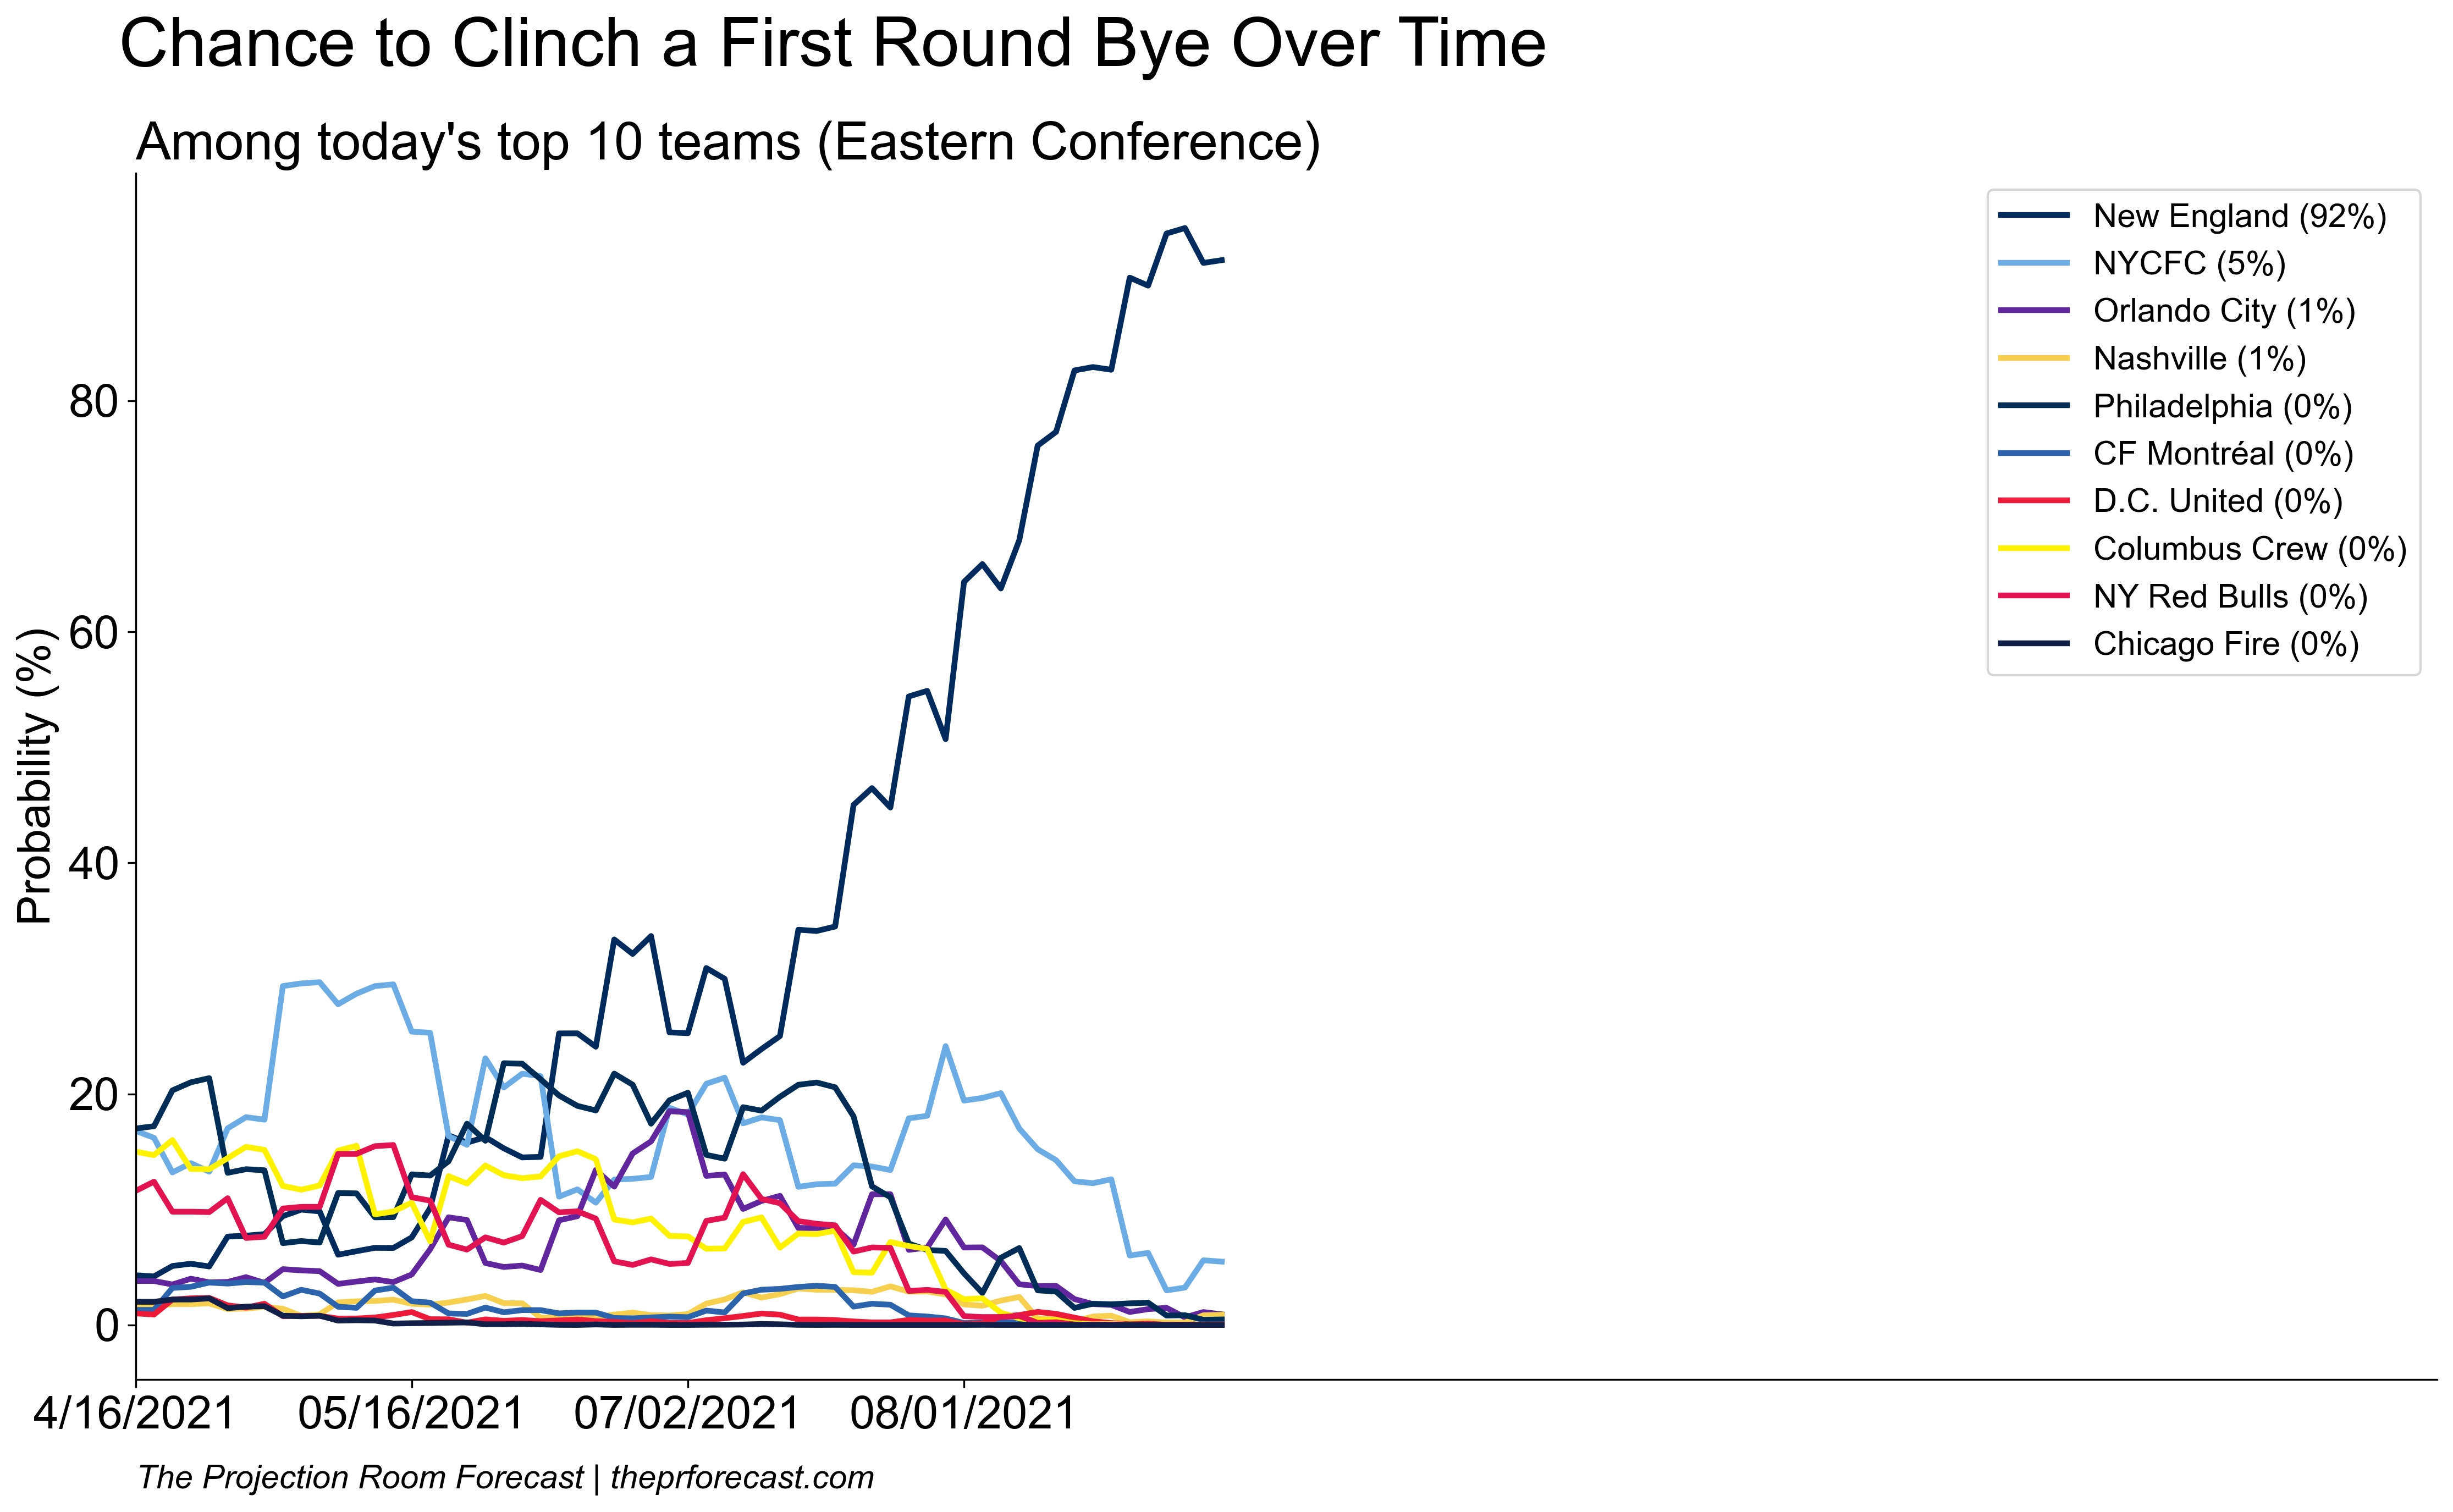 Chance to Clinch a First Round Bye Over Time
Among today's top 10 teams (Eastern Conference)
New England (92%)
NYCFC (5%)
Orlando City (1%)
Nashville (1%)
Philadelphia (0%)
CF Montréal (0%)
D.C. United (0%)
Columbus Crew (0%)
NY Red Bulls (0%)
Chicago Fire (0%)
Probability (%)
80
60
40
20
0
4/16/2021 05/16/2021 07/02/2021 08/01/2021
The Projection Room Forecast | theprforecast.com